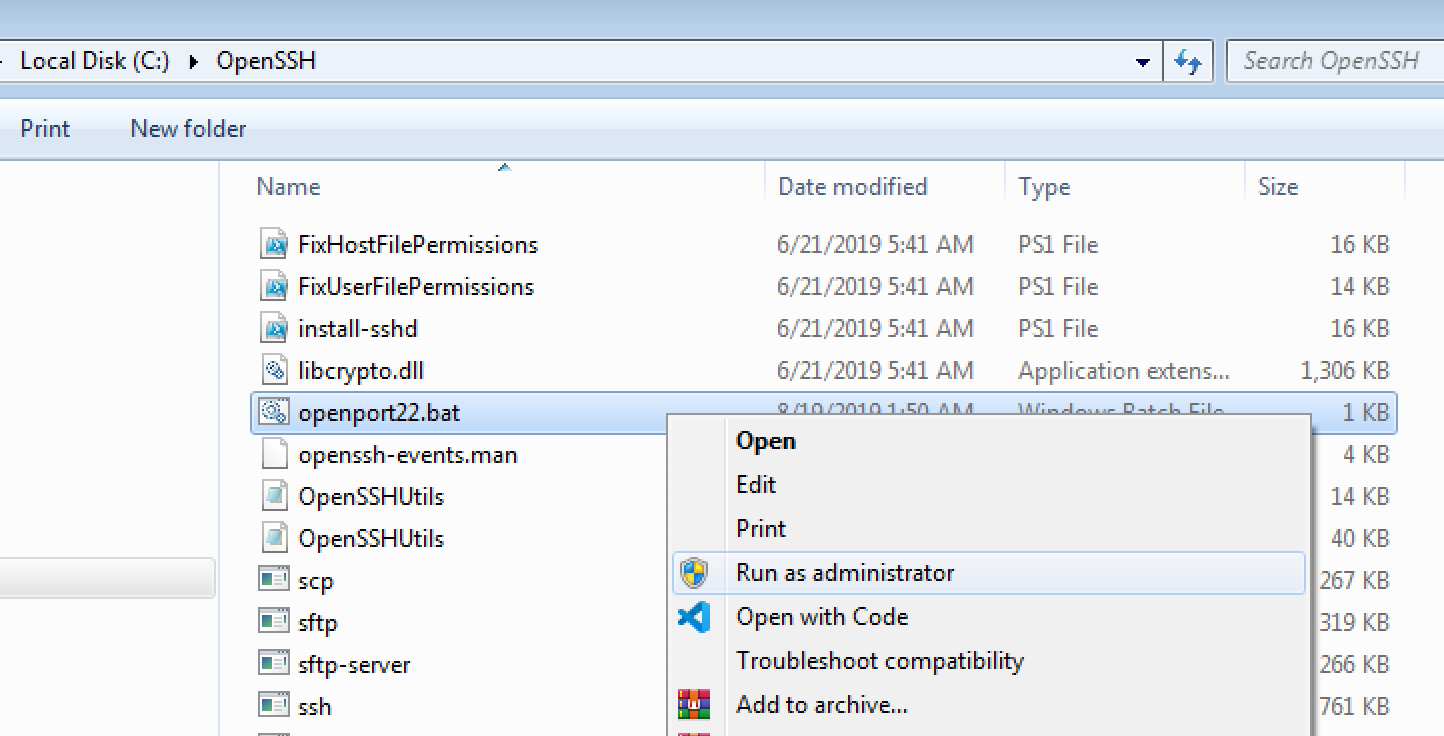 Local Disk (C:) OpenSSH Search OpenSSH
Print New folder
Name Date modified Type Size
FixHostFilePermissions 6/21/2019 5:41 AM PS1 File 16 KB
FixUserFilePermissions 6/21/2019 5:41 AM PS1 File 14 KB
install-sshd 6/21/2019 5:41 AM PS1 File 16 KB
libcrypto.dll 6/21/2019 5:41 AM Application extens... 1,306 KB
openport22.bat 8/19/2019 1:50 AM Windows Batch File 1 KB
Open
openssh-events.man 4 KB
Edit
OpenSSHUtils 14 KB
Print
OpenSSHUtils 40 KB
Run as administrator
scp 267 KB
Open with Code
sftp 319 KB
Troubleshoot compatibility
sftp-server 266 KB
Add to archive...
ssh 761 KB